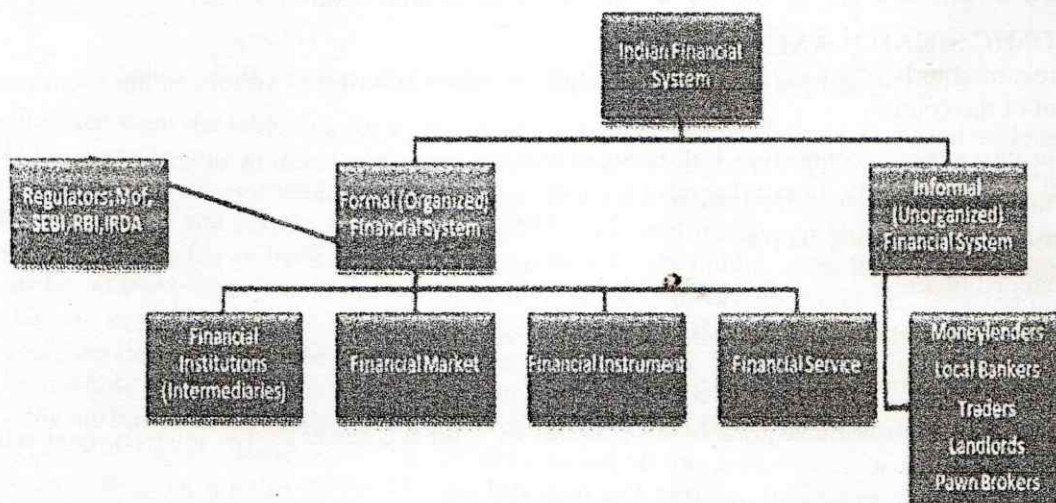 Indian Financial
System
Regulators: MoF,
SEBI, RBI, IRDA
Formal (Organized)
Financial System
Informal
(Unorganized)
Financial System
Financial
Institutions
(Intermediaries)
Financial Market
Financial Instrument
Financial Service
Moneylenders
Local Bankers
Traders
Landlords
Pawn Brokers